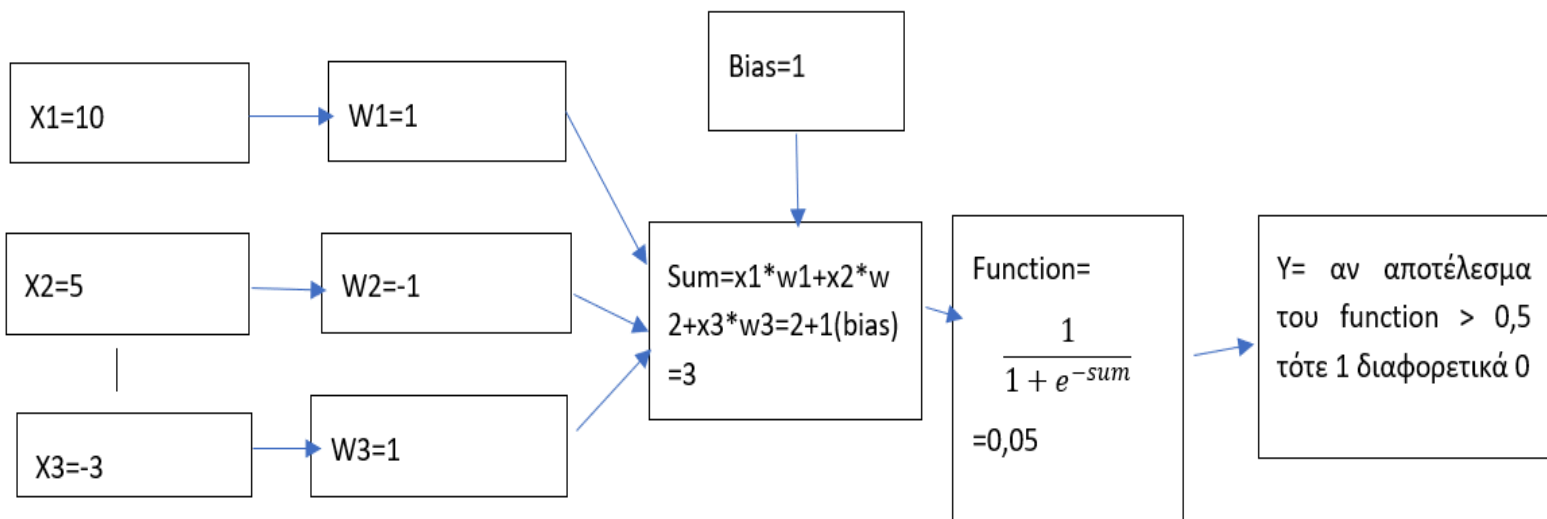 Bias=1
X1=10
W1=1
X2=5
W2=-1
X3=-3
W3=1
Sum=x1*w1+x2*w
2+x3*w3=2+1(bias)
=3
Function=
1
1 + e^{-sum}
=0,05
Y= αν αποτέλεσμα
του function > 0,5
τότε 1 διαφορετικά 0